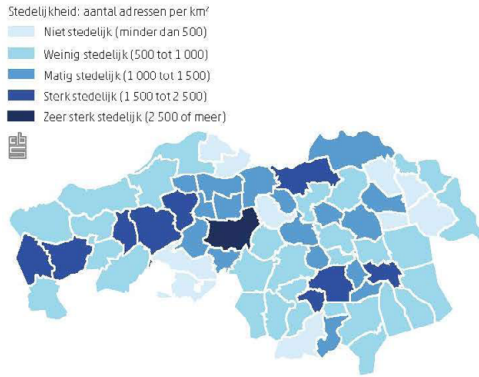 Stedelijkheid: aantal adressen per km²
Niet stedelijk (minder dan 500)
Weinig stedelijk (500 tot 1 000)
Matig stedelijk (1 000 tot 1 500)
Sterk stedelijk (1 500 tot 2 500)
Zeer sterk stedelijk (2 500 of meer)